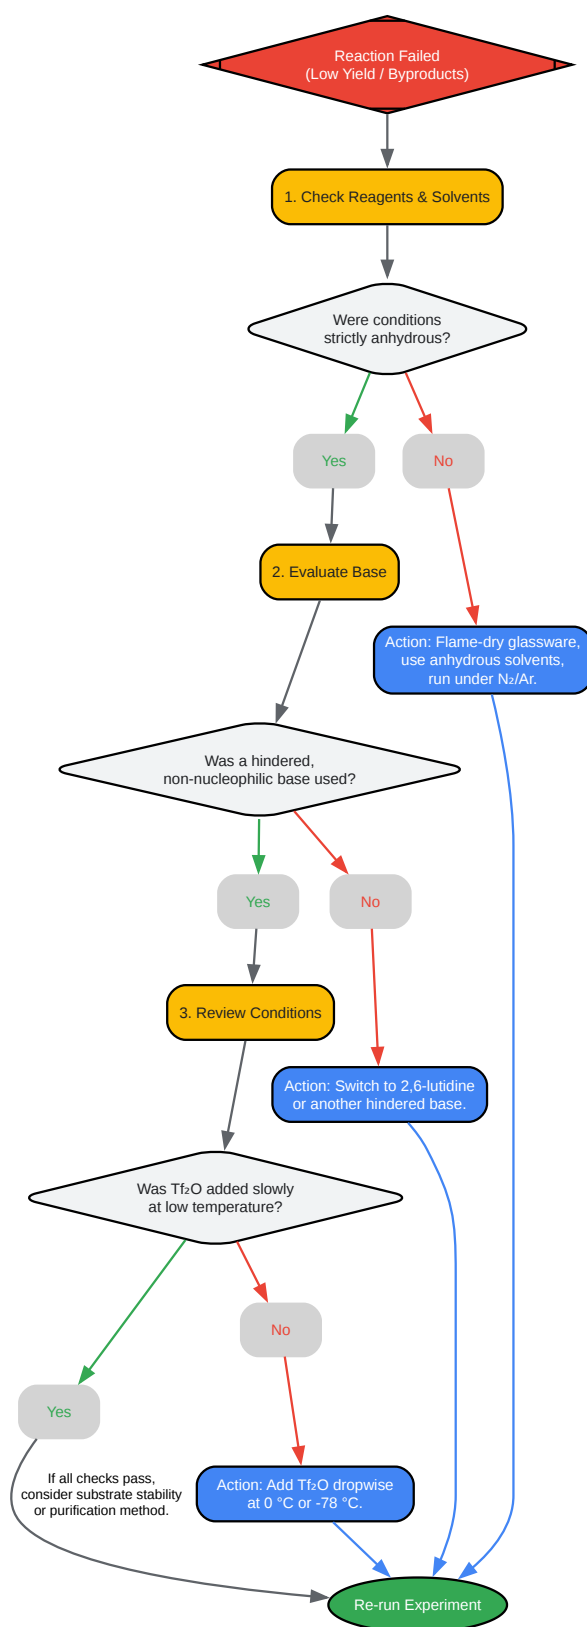 Reaction Failed
(Low Yield / Byproducts)
1. Check Reagents & Solvents
Were conditions
strictly anhydrous?
Yes
No
2. Evaluate Base
Action: Flame-dry glassware,
use anhydrous solvents,
run under N₂/Ar.
Was a hindered,
non-nucleophilic base used?
Yes
No
3. Review Conditions
Action: Switch to 2,6-lutidine
or another hindered base.
Was Tf₂O added slowly
at low temperature?
No
Yes
If all checks pass,
consider substrate stability
or purification method.
Action: Add Tf₂O dropwise
at 0 °C or -78 °C.
Re-run Experiment